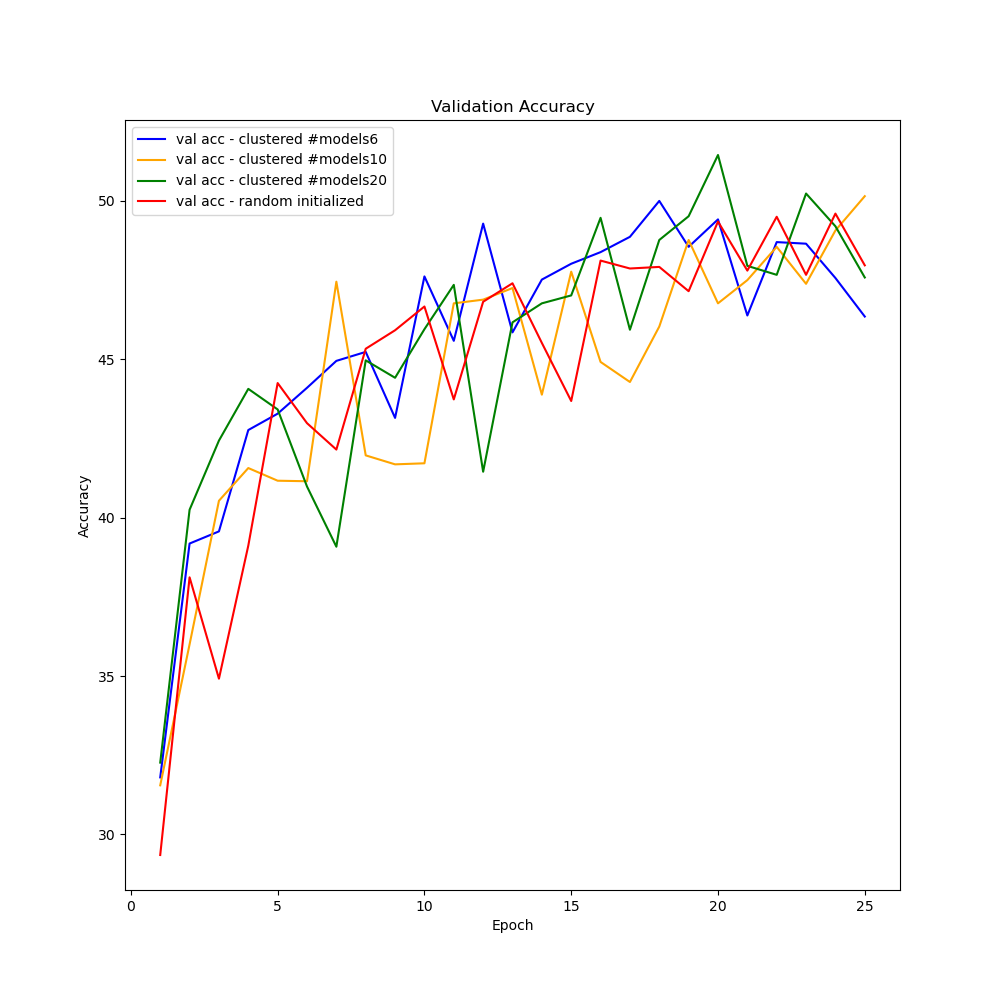 Validation Accuracy
val acc - clustered #models6
val acc - clustered #models10
val acc - clustered #models20
val acc - random initialized
50
45
40
35
30
Accuracy
0 5 10 15 20 25
Epoch